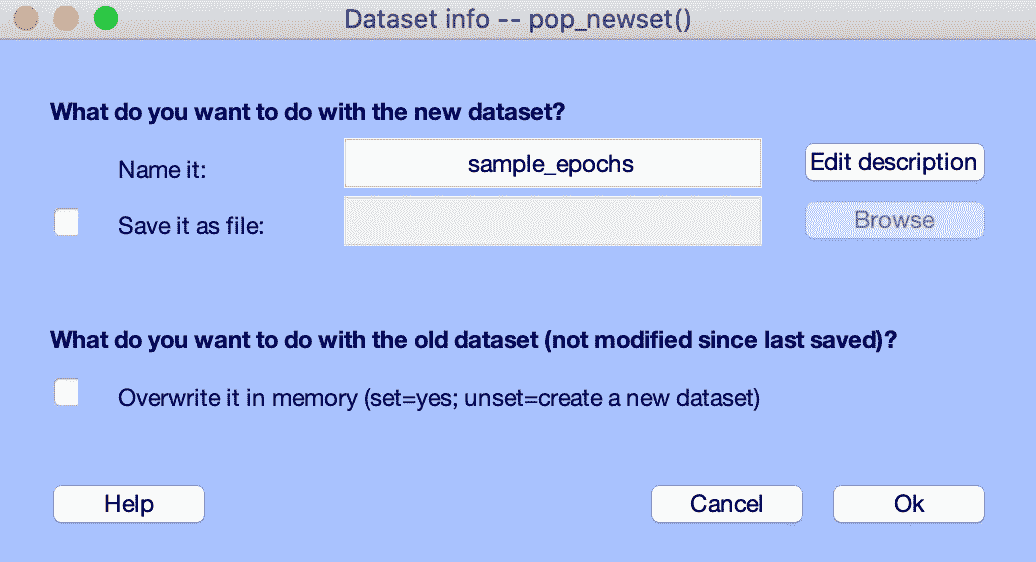 Dataset info -- pop_newset()
What do you want to do with the new dataset?
Name it:
sample_epochs
Edit description
Save it as file:
Browse
What do you want to do with the old dataset (not modified since last saved)?
Overwrite it in memory (set=yes; unset=create a new dataset)
Help
Cancel
Ok